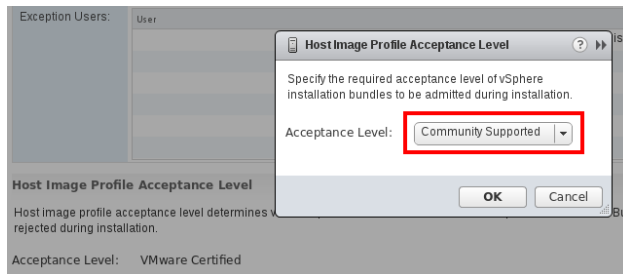 Exception Users:
User
Host Image Profile Acceptance Level
?
is
Specify the required acceptance level of vSphere
installation bundles to be admitted during installation.
Acceptance Level:
Community Supported
OK
Cancel
Host Image Profile Acceptance Level
Host image profile acceptance level determines
rejected during installation.
Acceptance Level:
VMware Certified